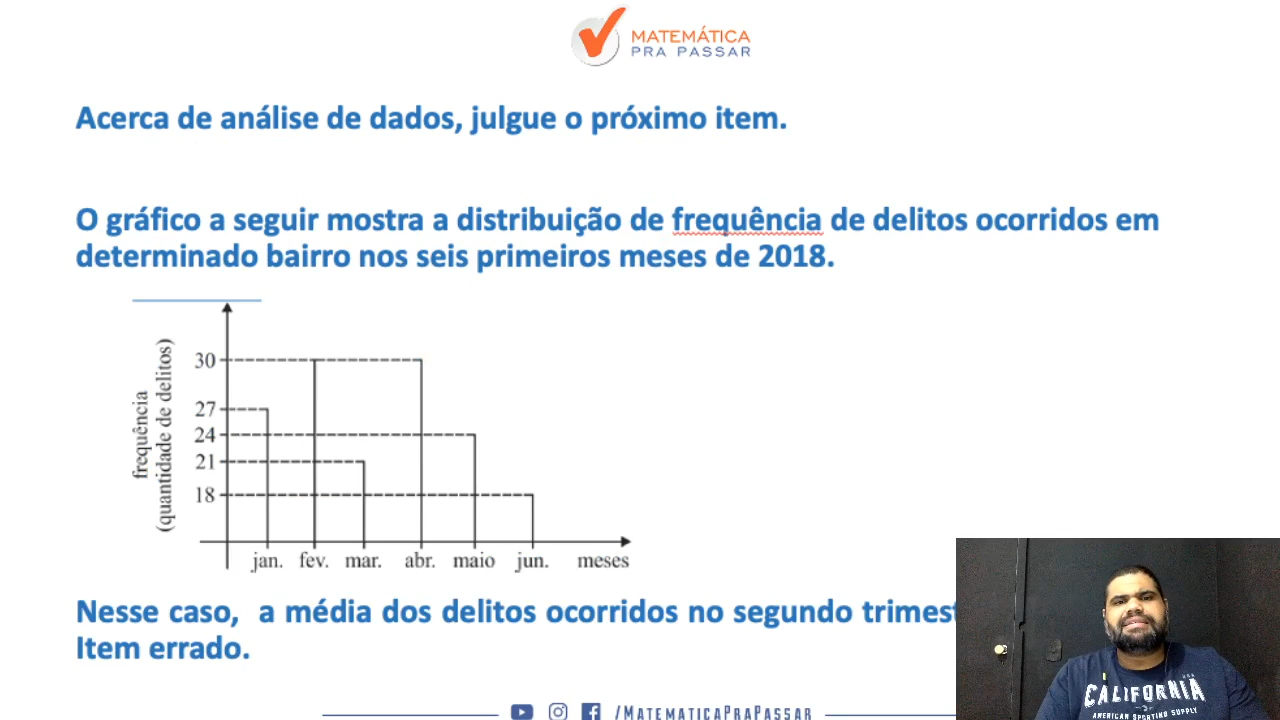 MATEMÁTICA
PRA PASSAR
Acerca de análise de dados, julgue o próximo item.
O gráfico a seguir mostra a distribuição de frequência de delitos ocorridos em
determinado bairro nos seis primeiros meses de 2018.
frequência
(quantidade de delitos)
30
27
24
21
18
jan. fev. mar. abr. maio jun. meses
Nesse caso, a média dos delitos ocorridos no segundo
Item errado.
CALIFORNIA
AMERICAN SPORTING SUPPLY
/MATEMATICAPRAPASSAR